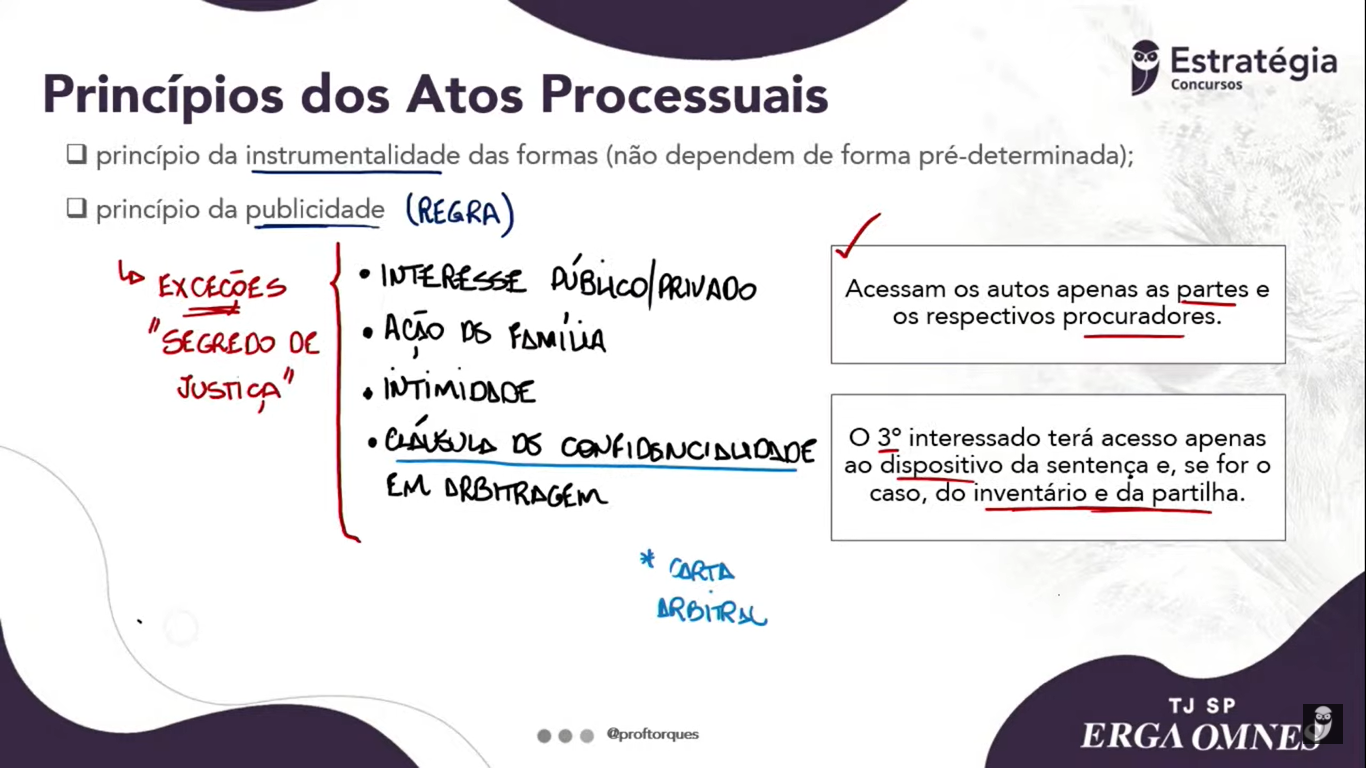 Estratégia
Concursos
Princípios dos Atos Processuais
❑ princípio da instrumentalidade das formas (não dependem de forma pré-determinada);
❑ princípio da publicidade (REGRA)
↳ EXCEÇÕES
"SEGREDO DE
JUSTIÇA"
• INTERESSE PÚBLICO/PRIVADO
• AÇÃO DE FAMÍLIA
• INTIMIDADE
• CLÁUSULA DE CONFIDENCIALIDADE
EM ARBITRAGEM
* CARTA
ARBITRAL
Acessam os autos apenas as partes e
os respectivos procuradores.
O 3º interessado terá acesso apenas
ao dispositivo da sentença e, se for o
caso, do inventário e da partilha.
@proftorques
TJ SP
ERGA OMNES